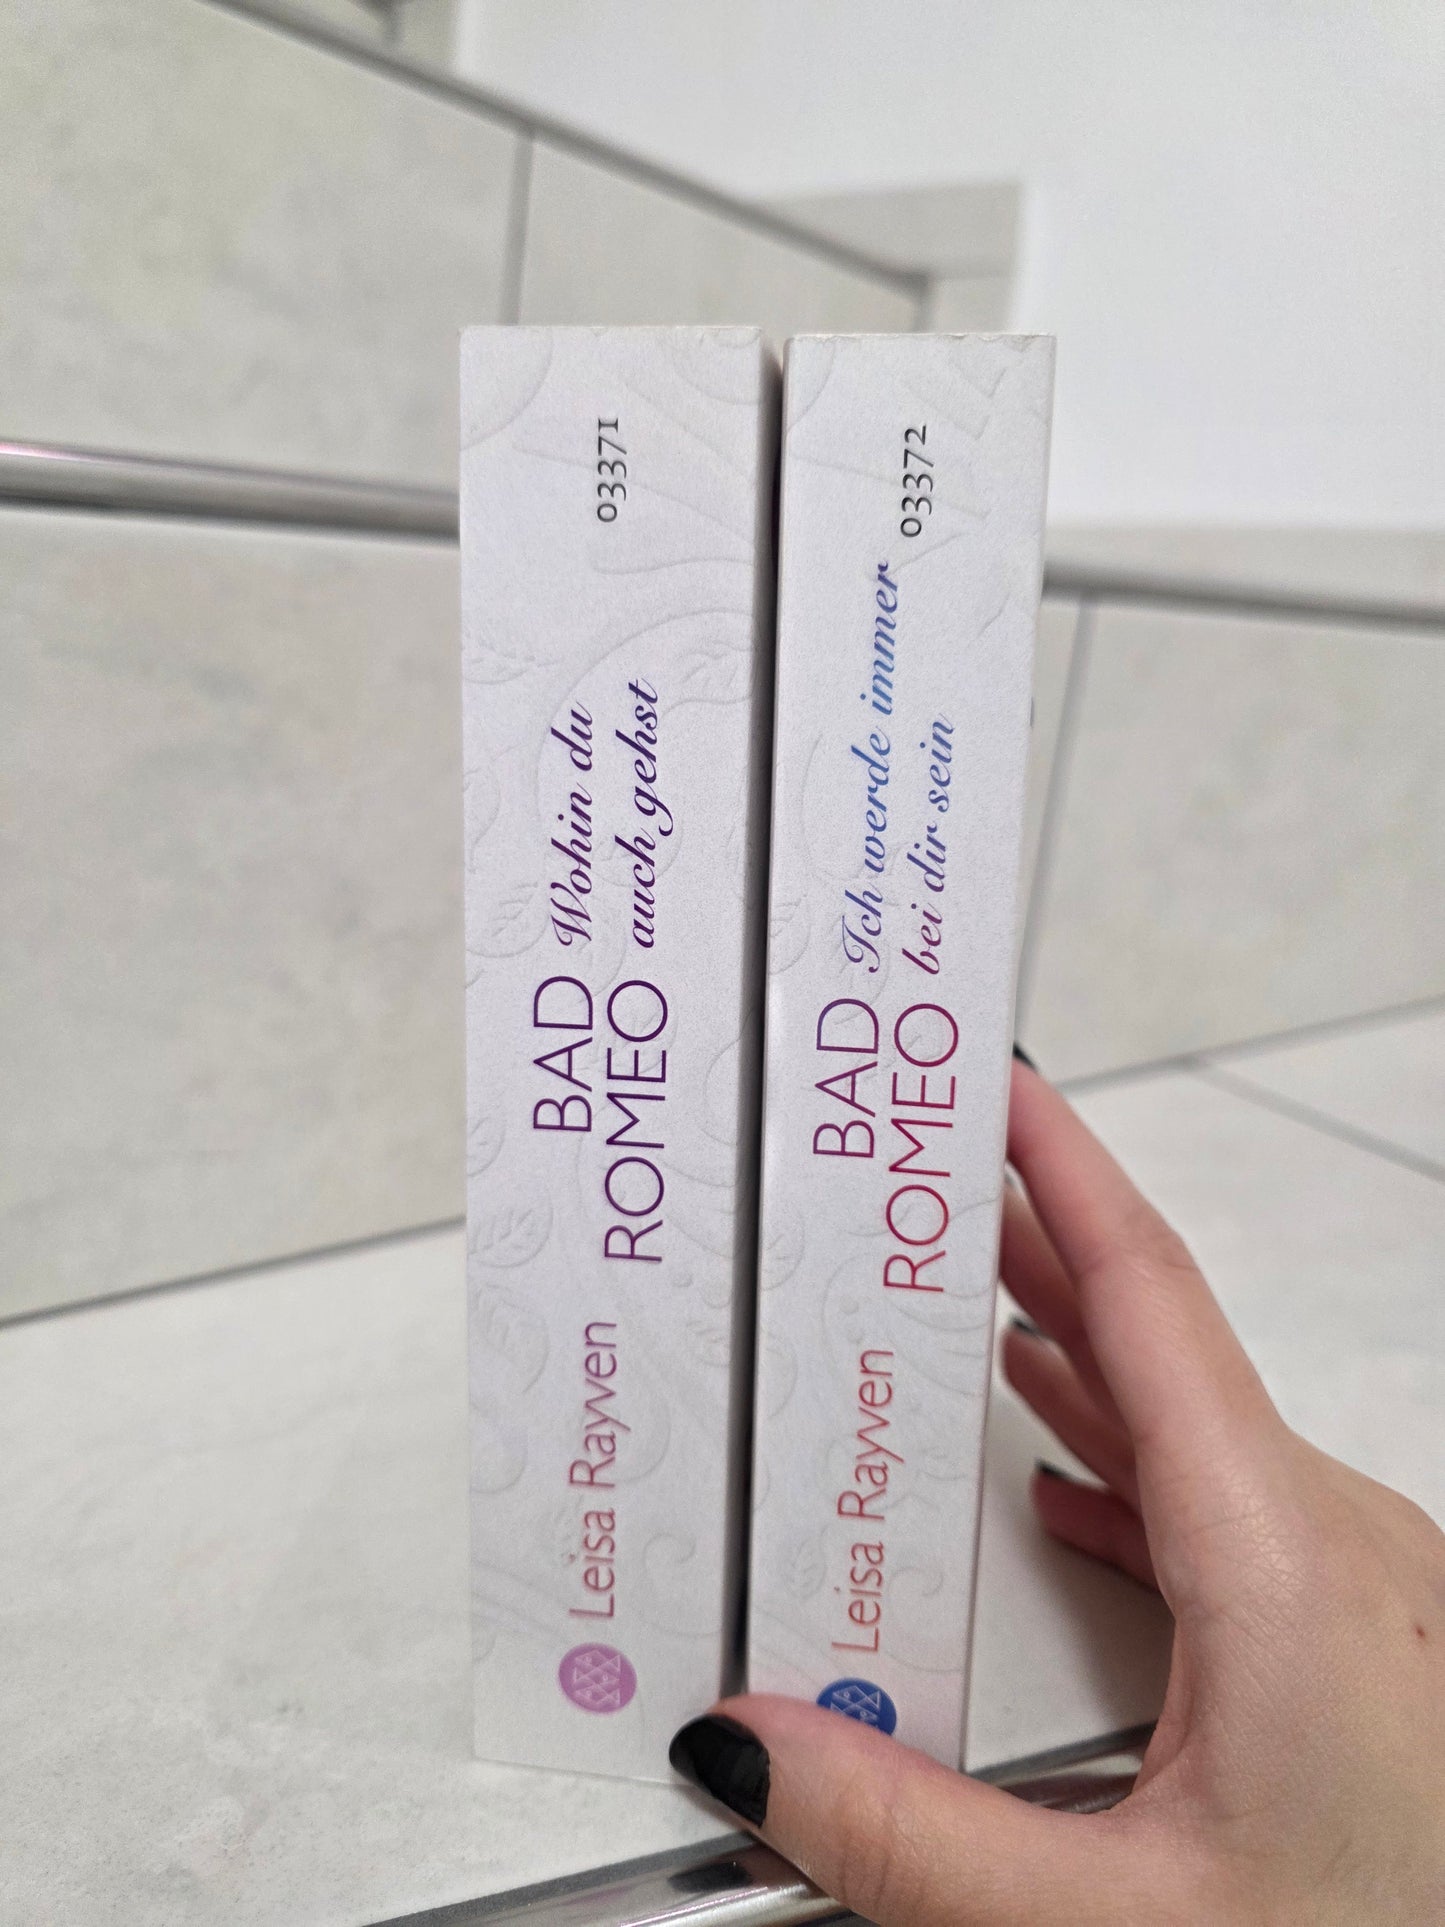 Leisa Rayven
BAD
ROMEO
Wohin du
auch gehst
03371
Leisa Rayven
BAD
ROMEO
Ich werde immer
bei dir sein
03372